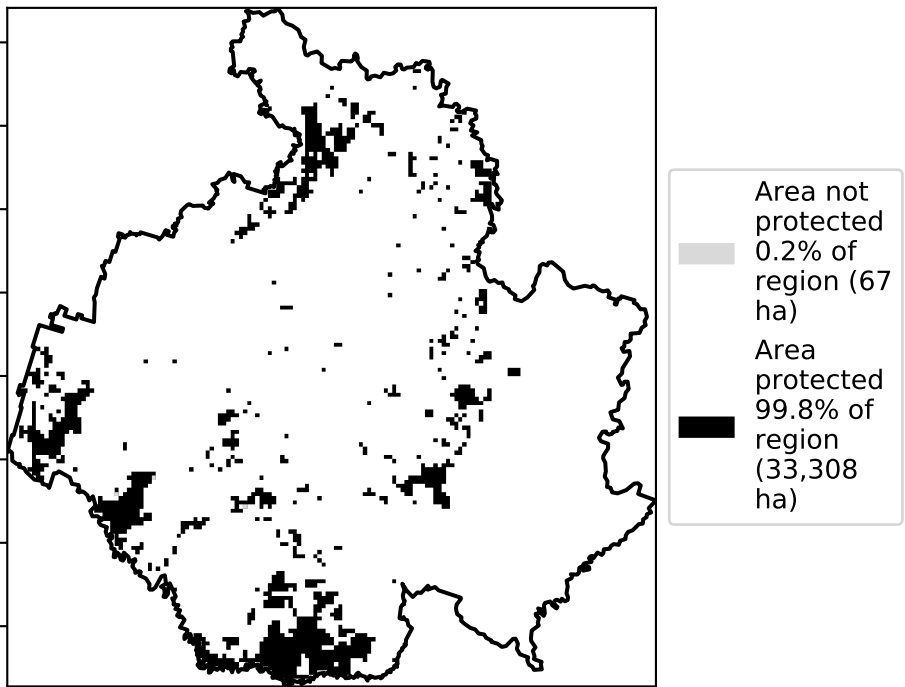 Area not
protected
0.2% of
region (67
ha)
Area
protected
99.8% of
region
(33,308
ha)